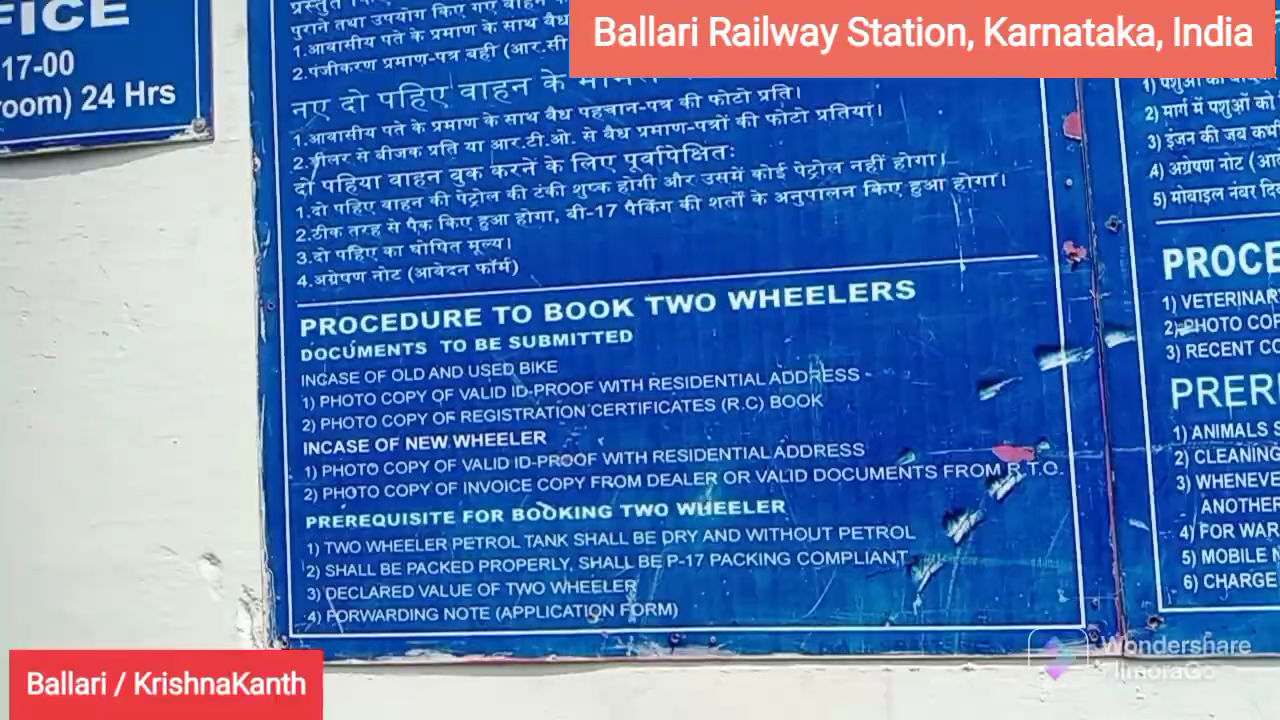 Ballari Railway Station, Karnataka, India
FICE
17-00
room) 24 Hrs
पुराने तथा उपयोग किए गए वाहन
1.आवासीय पते के प्रमाण के साथ वैध
2.पंजीकरण प्रमाण-पत्र बही (आर.सी
नए दो पहिए वाहन के
1.आवासीय पते के प्रमाण के साथ वैध पहचान-पत्र की फोटो प्रति।
2.डीलर से बीजक प्रति या आर.टी.ओ. से वैध प्रमाण-पत्रों की फोटो प्रतियां।
दो पहिया वाहन बुक करने के लिए पूर्वापेक्षितः
1.दो पहिए वाहन की पेट्रोल की टंकी शुष्क होगी और उसमें कोई पेट्रोल नहीं होगा।
2.ठीक तरह से पैक किए हुआ होगा, बी-17 पैकिंग की शर्तों के अनुपालन किए हुआ होगा।
3.दो पहिए का घोषित मूल्य।
4.अग्रेषण नोट (आवेदन फॉर्म)
PROCEDURE TO BOOK TWO WHEELERS
DOCUMENTS TO BE SUBMITTED
INCASE OF OLD AND USED BIKE
1) PHOTO COPY OF VALID ID-PROOF WITH RESIDENTIAL ADDRESS
2) PHOTO COPY OF REGISTRATION CERTIFICATES (R.C) BOOK
INCASE OF NEW WHEELER
1) PHOTO COPY OF VALID ID-PROOF WITH RESIDENTIAL ADDRESS
2) PHOTO COPY OF INVOICE COPY FROM DEALER OR VALID DOCUMENTS FROM R.T.O.
PREREQUISITE FOR BOOKING TWO WHEELER
1) TWO WHEELER PETROL TANK SHALL BE DRY AND WITHOUT PETROL
2) SHALL BE PACKED PROPERLY, SHALL BE P-17 PACKING COMPLIANT
3) DECLARED VALUE OF TWO WHEELER
4) FORWARDING NOTE (APPLICATION FORM)
2) मार्ग में पशुओं को
3) इंजन की जब कभी
4) अग्रेषण नोट (आ
5) मोबाइल नंबर दि
PROCE
1) VETERINAR
2) PHOTO COP
3) RECENT CO
PRER
1) ANIMALS S
2) CLEANING
3) WHENEVE
ANOTHER
4) FOR WAR
5) MOBILE N
6) CHARGE
Ballari / KrishnaKanth
Wondershare
FilmoraGo